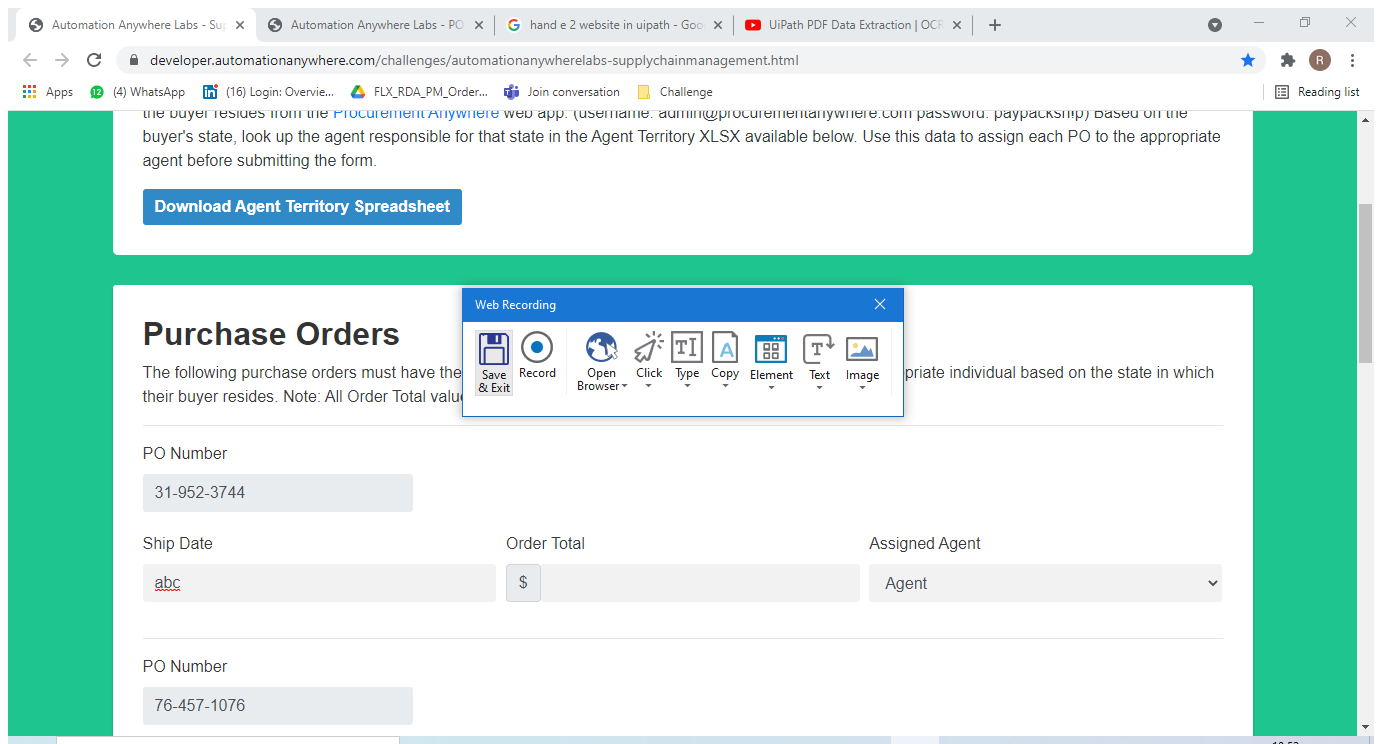 Automation Anywhere Labs - Sup
Automation Anywhere Labs - PO
hand e 2 website in uipath - Goo
UiPath PDF Data Extraction | OCR
developer.automationanywhere.com/challenges/automationanywherelabs-supplychainmanagement.html
R
Apps
12
(4) WhatsApp
(16) Login: Overvie...
FLX_RDA_PM_Order...
Join conversation
Challenge
Reading list
the buyer resides from the Procurement Anywhere web app. (username: admin@procurementanywhere.com password: paypackship) Based on the
buyer's state, look up the agent responsible for that state in the Agent Territory XLSX available below. Use this data to assign each PO to the appropriate
agent before submitting the form.
Download Agent Territory Spreadsheet
Web Recording
Save & Exit
Record
Open Browser
Click
Type
Copy
Element
Text
Image
Purchase Orders
The following purchase orders must have the priate individual based on the state in which
their buyer resides. Note: All Order Total value
PO Number
31-952-3744
Ship Date
Order Total
Assigned Agent
abc
$
Agent
PO Number
76-457-1076